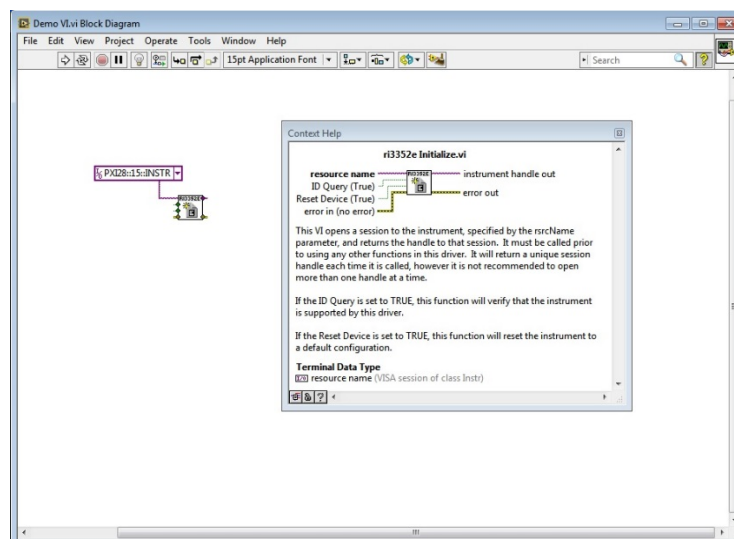 Demo VI.vi Block Diagram
File Edit View Project Operate Tools Window Help
15pt Application Font
Search
PXI28::15::INSTR
RI3352E
Context Help
ri3352e Initialize.vi
resource name
RI3352E
instrument handle out
ID Query (True)
Reset Device (True)
error out
error in (no error)
This VI opens a session to the instrument, specified by the rsrcName
parameter, and returns the handle to that session. It must be called prior
to using any other functions in this driver. It will return a unique session
handle each time it is called, however it is not recommended to open
more than one handle at a time.
If the ID Query is set to TRUE, this function will verify that the instrument
is supported by this driver.
If the Reset Device is set to TRUE, this function will reset the instrument to
a default configuration.
Terminal Data Type
I/O resource name (VISA session of class Instr)